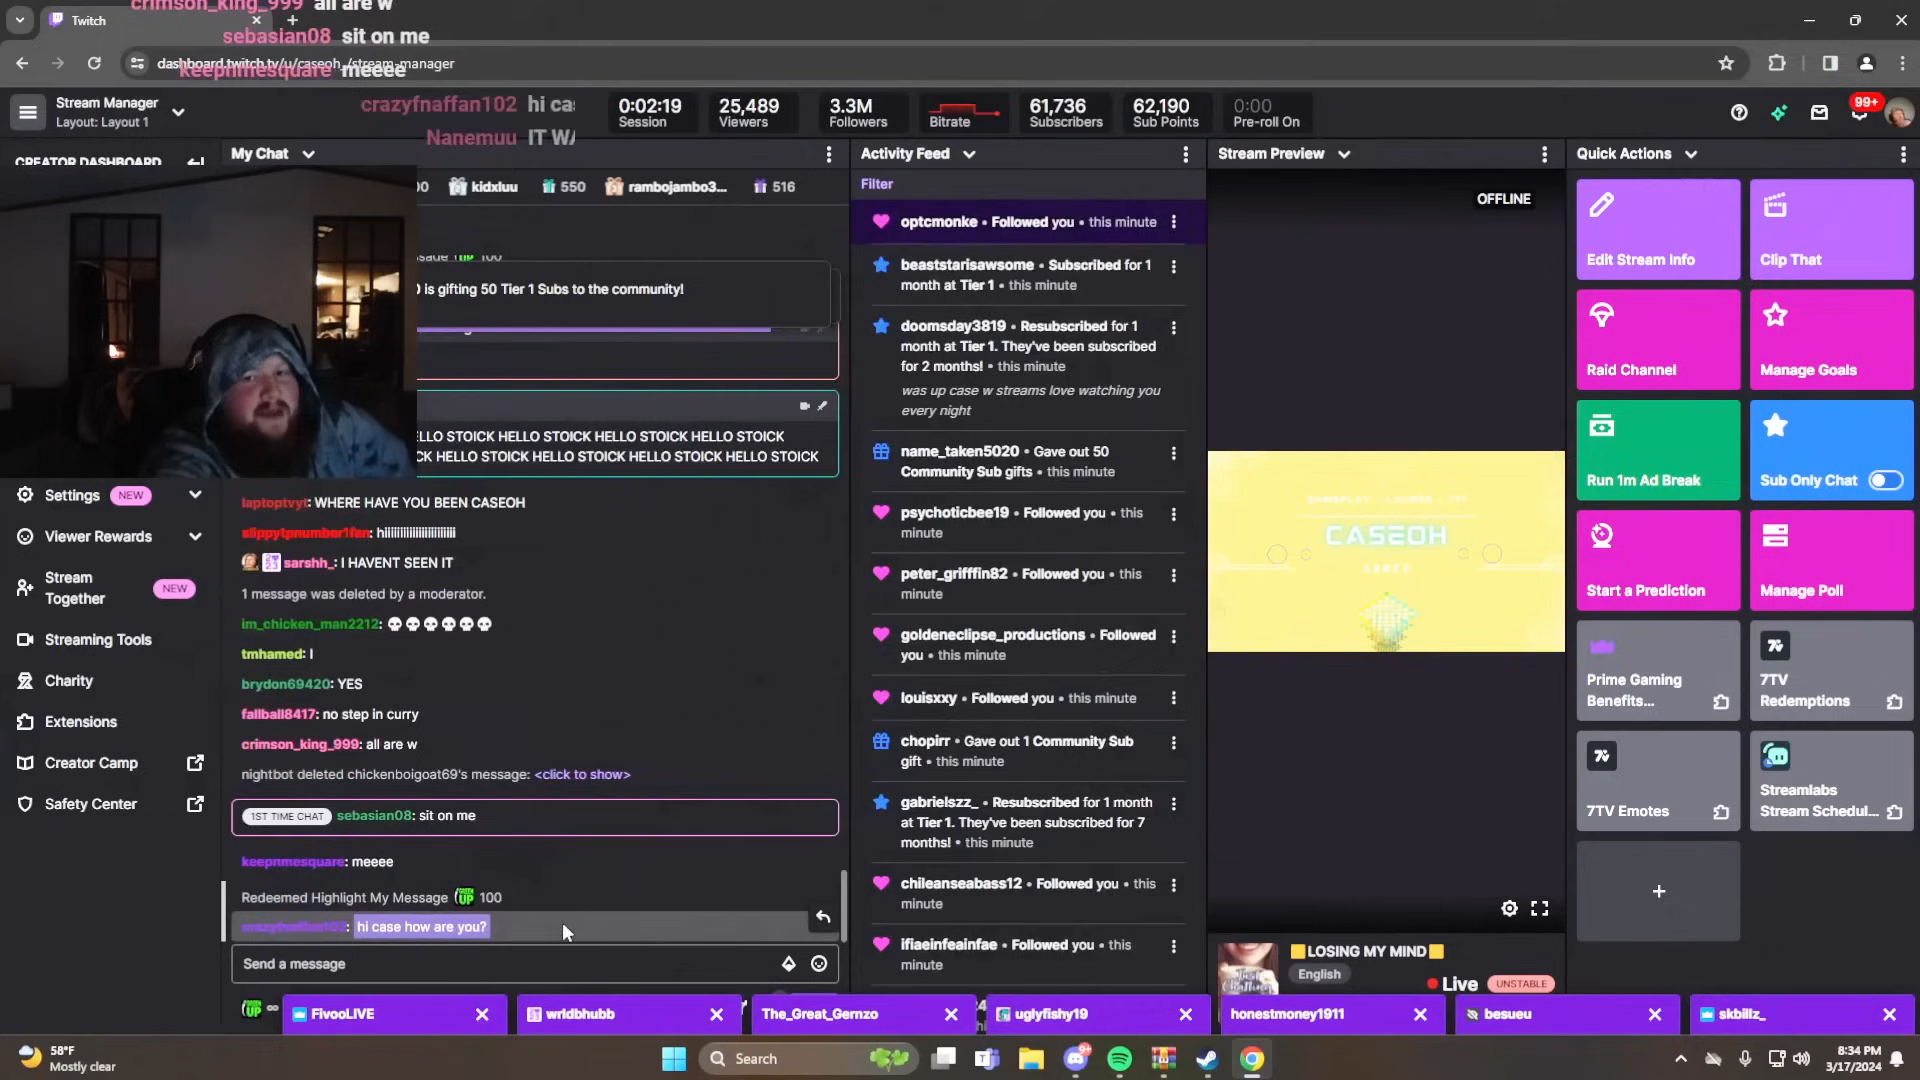 crimson_king_999 all are w
Twitch
sebasian08 sit on me
dashboard.twitch.tv/u/caseoh_/stream-manager
keepnmesquare meeee
crazyfnaffan102 hi cas
Nanemuu IT WA
Stream Manager
Layout: Layout 1
0:02:19
Session
25,489
Viewers
3.3M
Followers
Bitrate
61,736
Subscribers
62,190
Sub Points
0:00
Pre-roll On
99+
CREATOR DASHBOARD
My Chat
kidxluu
550
rambojambo3...
516
is gifting 50 Tier 1 Subs to the community!
LLO STOICK HELLO STOICK HELLO STOICK HELLO STOICK
CK HELLO STOICK HELLO STOICK HELLO STOICK HELLO STOICK
Settings NEW
Viewer Rewards
Stream
Together NEW
Streaming Tools
Charity
Extensions
Creator Camp
Safety Center
laptoptvyt: WHERE HAVE YOU BEEN CASEOH
slippytpnumber1fan: hiiiiiiiiiiiiiiiiiiiiii
sarshh_: I HAVENT SEEN IT
1 message was deleted by a moderator.
im_chicken_man2212: 💀💀💀💀💀💀
tmhamed: I
brydon69420: YES
fallball8417: no step in curry
crimson_king_999: all are w
nightbot deleted chickenboigoat69's message: <click to show>
1ST TIME CHAT sebasian08: sit on me
keepnmesquare: meeee
Redeemed Highlight My Message 100
crazyfnaffan102: hi case how are you?
Send a message
Activity Feed
Filter
optcmonke • Followed you • this minute
beaststarisawsome • Subscribed for 1
month at Tier 1 • this minute
doomsday3819 • Resubscribed for 1
month at Tier 1. They've been subscribed
for 2 months! • this minute
was up case w streams love watching you
every night
name_taken5020 • Gave out 50
Community Sub gifts • this minute
psychoticbee19 • Followed you • this
minute
peter_grifffin82 • Followed you • this
minute
goldeneclipse_productions • Followed
you • this minute
louisxxy • Followed you • this minute
chopirr • Gave out 1 Community Sub
gift • this minute
gabrielszz_ • Resubscribed for 1 month
at Tier 1. They've been subscribed for 7
months! • this minute
chileanseabass12 • Followed you • this
minute
ifiaeinfeainfae • Followed you • this
minute
Stream Preview
OFFLINE
CASEOH
GAMES
🟨LOSING MY MIND🟨
English
Live UNSTABLE
Quick Actions
Edit Stream Info
Clip That
Raid Channel
Manage Goals
Run 1m Ad Break
Sub Only Chat
Start a Prediction
Manage Poll
Prime Gaming
Benefits...
7TV
Redemptions
7TV Emotes
Streamlabs
Stream Schedul...
FivooLIVE
wrldbhubb
The_Great_Gernzo
uglyfishy19
honestmoney1911
besueu
skbillz_
58°F
Mostly clear
Search
8:34 PM
3/17/2024